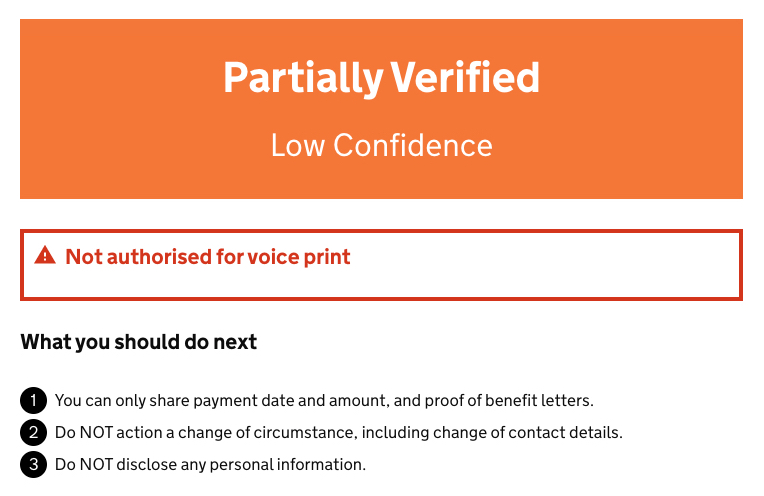 Partially Verified
Low Confidence
Not authorised for voice print
What you should do next
1 You can only share payment date and amount, and proof of benefit letters.
2 Do NOT action a change of circumstance, including change of contact details.
3 Do NOT disclose any personal information.